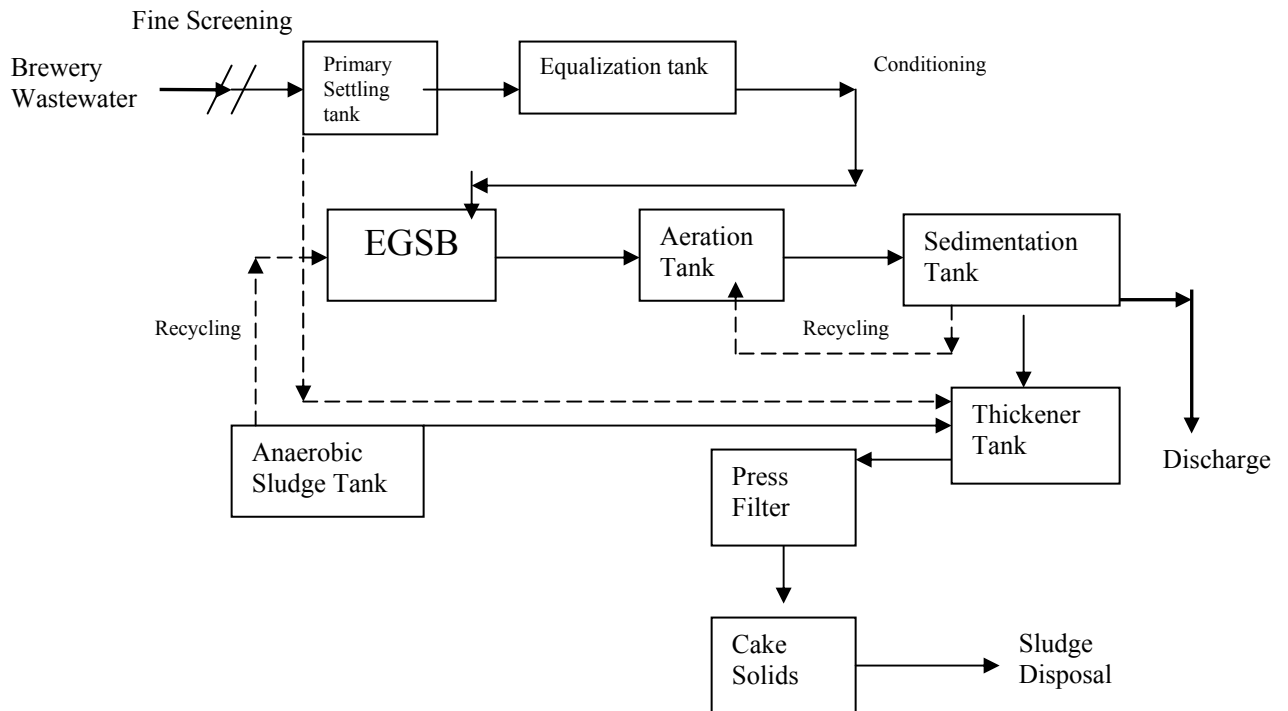 Fine Screening
Brewery
Wastewater
Primary
Settling
tank
Equalization tank
Conditioning
EGSB
Aeration
Tank
Sedimentation
Tank
Recycling
Recycling
Anaerobic
Sludge Tank
Thickener
Tank
Discharge
Press
Filter
Cake
Solids
Sludge
Disposal